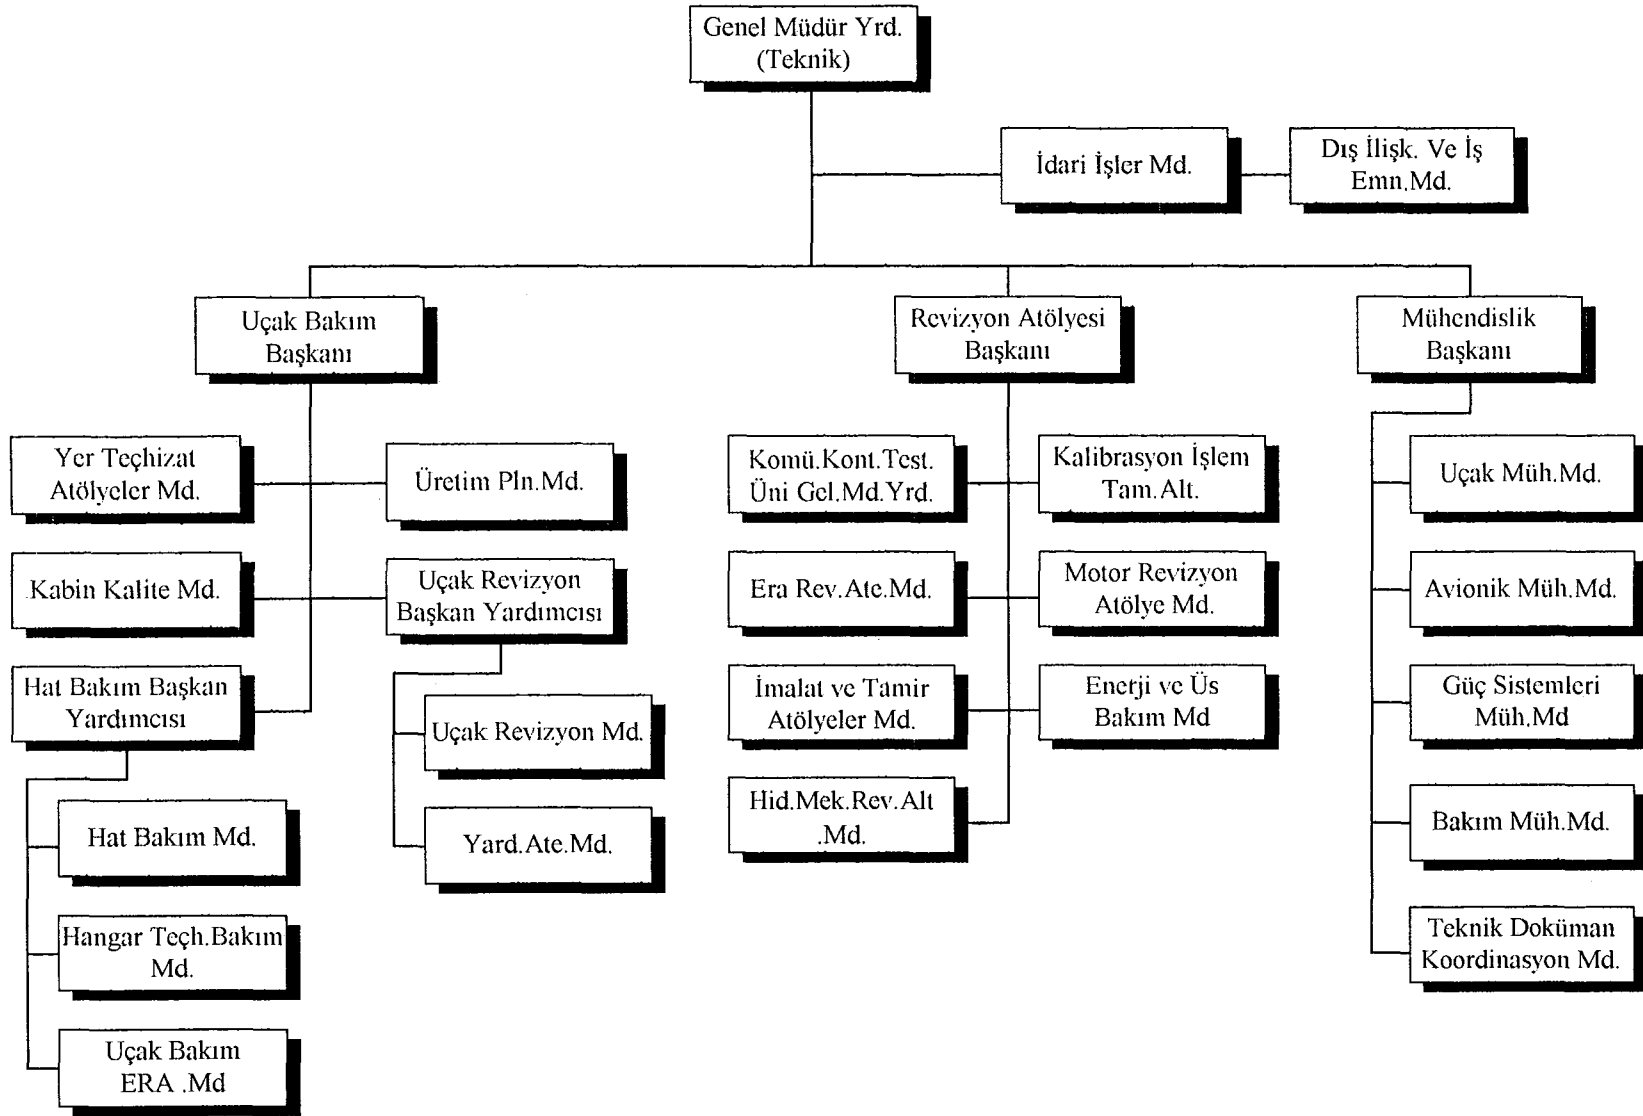 Genel Müdür Yrd.
(Teknik)
İdari İşler Md.
Dış İlişk. Ve İş
Emn.Md.
Uçak Bakım
Başkanı
Revizyon Atölyesi
Başkanı
Mühendislik
Başkanı
Yer Teçhizat
Atölyeler Md.
Üretim Pln.Md.
Kabin Kalite Md.
Uçak Revizyon
Başkan Yardımcısı
Hat Bakım Başkan
Yardımcısı
Uçak Revizyon Md.
Yard.Ate.Md.
Hat Bakım Md.
Hangar Teçh.Bakım
Md.
Uçak Bakım
ERA .Md
Komü.Kont.Test.
Üni Gel.Md.Yrd.
Kalibrasyon İşlem
Tam.Alt.
Era Rev.Ate.Md.
Motor Revizyon
Atölye Md.
İmalat ve Tamir
Atölyeler Md.
Enerji ve Üs
Bakım Md
Hid.Mek.Rev.Alt
.Md.
Uçak Müh.Md.
Avionik Müh.Md.
Güç Sistemleri
Müh.Md
Bakım Müh.Md.
Teknik Doküman
Koordinasyon Md.